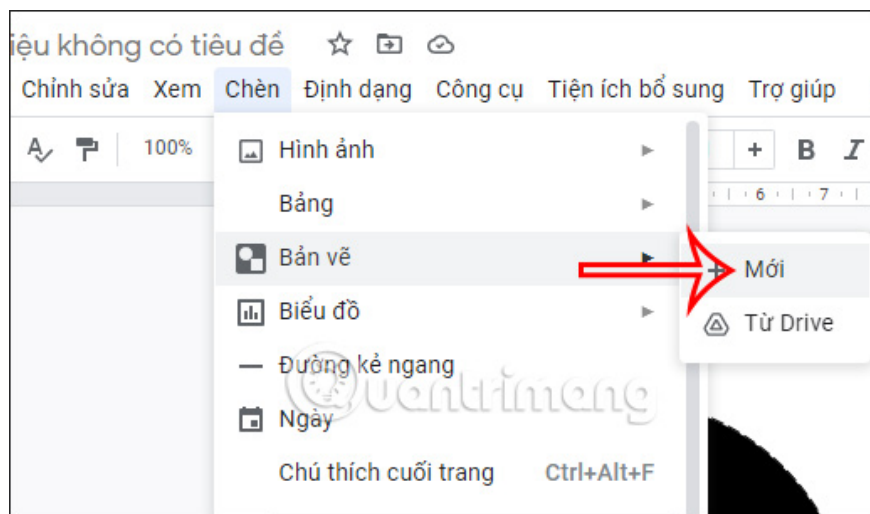 iệu không có tiêu đề
Chỉnh sửa Xem Chèn Định dạng Công cụ Tiện ích bổ sung Trợ giúp
100% Hình ảnh + B I
Bảng 6 7
Bản vẽ Mới
Biểu đồ Từ Drive
Đường kẻ ngang
Quantrimang
Ngày
Chú thích cuối trang Ctrl+Alt+F